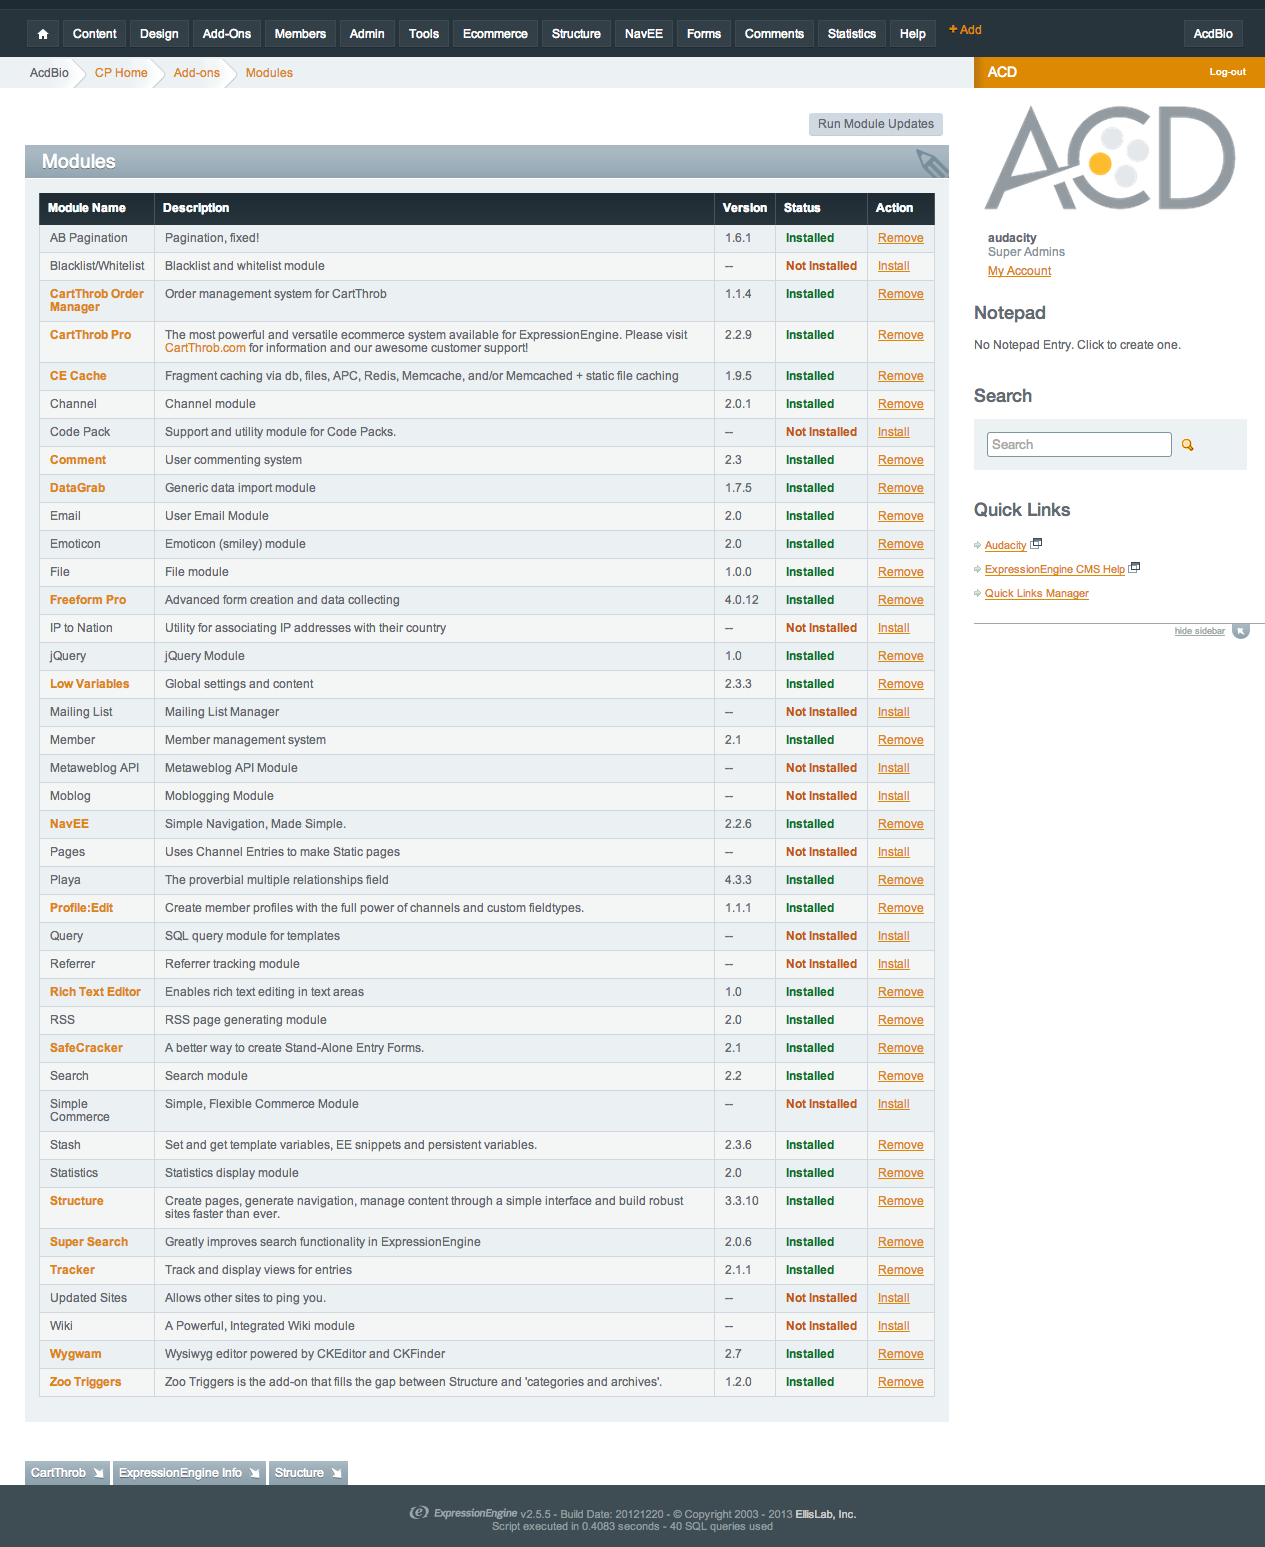 Content Design Add-Ons Members Admin Tools Ecommerce Structure NavEE Forms Comments Statistics Help + Add AcdBio
AcdBio CP Home Add-ons Modules
ACD Log-out
Run Module Updates
Modules
Module Name Description Version Status Action
AB Pagination Pagination, fixed! 1.6.1 Installed Remove
Blacklist/Whitelist Blacklist and whitelist module -- Not Installed Install
CartThrob Order Order management system for CartThrob 1.1.4 Installed Remove
Manager
CartThrob Pro The most powerful and versatile ecommerce system available for ExpressionEngine. Please visit 2.2.9 Installed Remove
CartThrob.com for information and our awesome customer support!
CE Cache Fragment caching via db, files, APC, Redis, Memcache, and/or Memcached + static file caching 1.9.5 Installed Remove
Channel Channel module 2.0.1 Installed Remove
Code Pack Support and utility module for Code Packs. -- Not Installed Install
Comment User commenting system 2.3 Installed Remove
DataGrab Generic data import module 1.7.5 Installed Remove
Email User Email Module 2.0 Installed Remove
Emoticon Emoticon (smiley) module 2.0 Installed Remove
File File module 1.0.0 Installed Remove
Freeform Pro Advanced form creation and data collecting 4.0.12 Installed Remove
IP to Nation Utility for associating IP addresses with their country -- Not Installed Install
jQuery jQuery Module 1.0 Installed Remove
Low Variables Global settings and content 2.3.3 Installed Remove
Mailing List Mailing List Manager -- Not Installed Install
Member Member management system 2.1 Installed Remove
Metaweblog API Metaweblog API Module -- Not Installed Install
Moblog Moblogging Module -- Not Installed Install
NavEE Simple Navigation, Made Simple. 2.2.6 Installed Remove
Pages Uses Channel Entries to make Static pages -- Not Installed Install
Playa The proverbial multiple relationships field 4.3.3 Installed Remove
Profile:Edit Create member profiles with the full power of channels and custom fieldtypes. 1.1.1 Installed Remove
Query SQL query module for templates -- Not Installed Install
Referrer Referrer tracking module -- Not Installed Install
Rich Text Editor Enables rich text editing in text areas 1.0 Installed Remove
RSS RSS page generating module 2.0 Installed Remove
SafeCracker A better way to create Stand-Alone Entry Forms. 2.1 Installed Remove
Search Search module 2.2 Installed Remove
Simple Simple, Flexible Commerce Module -- Not Installed Install
Commerce
Stash Set and get template variables, EE snippets and persistent variables. 2.3.6 Installed Remove
Statistics Statistics display module 2.0 Installed Remove
Structure Create pages, generate navigation, manage content through a simple interface and build robust 3.3.10 Installed Remove
sites faster than ever.
Super Search Greatly improves search functionality in ExpressionEngine 2.0.6 Installed Remove
Tracker Track and display views for entries 2.1.1 Installed Remove
Updated Sites Allows other sites to ping you. -- Not Installed Install
Wiki A Powerful, Integrated Wiki module -- Not Installed Install
Wygwam Wysiwyg editor powered by CKEditor and CKFinder 2.7 Installed Remove
Zoo Triggers Zoo Triggers is the add-on that fills the gap between Structure and 'categories and archives'. 1.2.0 Installed Remove
ACD
audacity
Super Admins
My Account
Notepad
No Notepad Entry. Click to create one.
Search
Search
Quick Links
Audacity
ExpressionEngine CMS Help
Quick Links Manager
hide sidebar
CartThrob ExpressionEngine Info Structure
ExpressionEngine v2.5.5 - Build Date: 20121220 - © Copyright 2003 - 2013 EllisLab, Inc.
Script executed in 0.4083 seconds - 40 SQL queries used